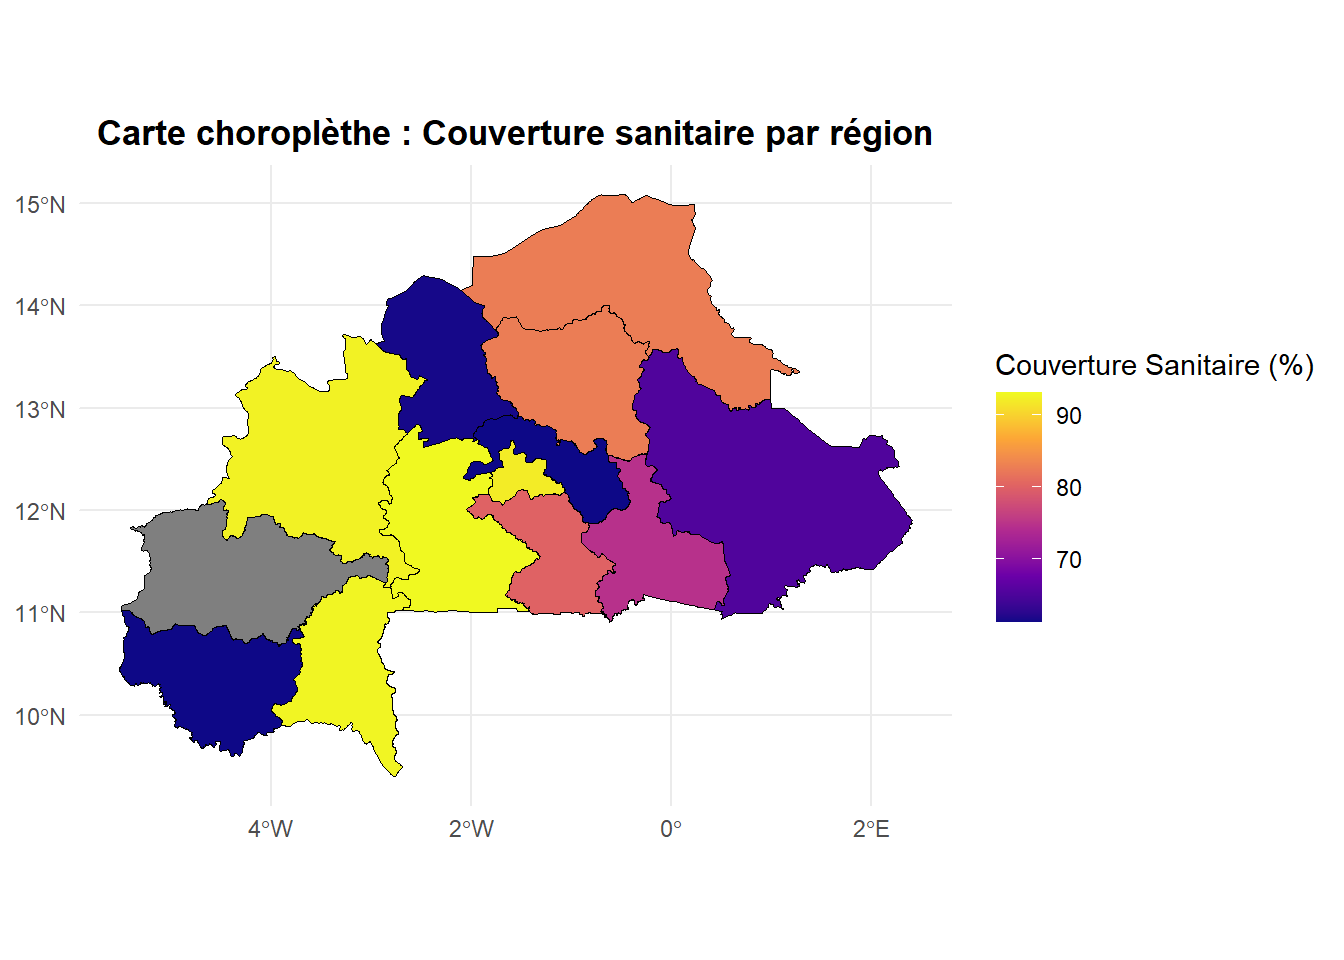 Carte choroplèthe : Couverture sanitaire par région
15°N
14°N
13°N
12°N
11°N
10°N
4°W
2°W
0°
2°E
Couverture Sanitaire (%)
90
80
70